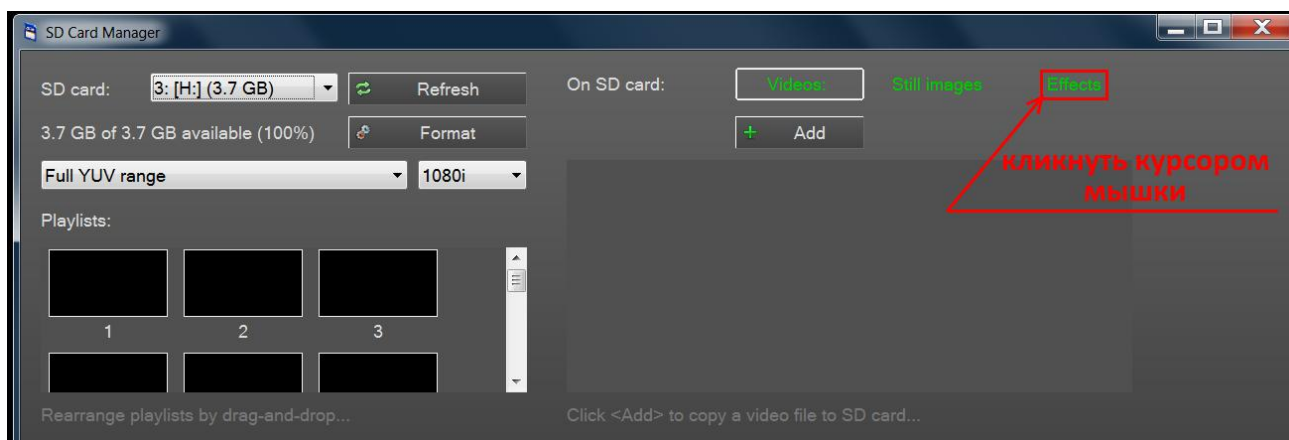 SD Card Manager
SD card: 3: [H:] (3.7 GB) Refresh On SD card: Videos: Still images Effects
3.7 GB of 3.7 GB available (100%) Format + Add
кликнуть курсором
мышки
Full YUV range 1080i
Playlists:
1 2 3
Rearrange playlists by drag-and-drop... Click <Add> to copy a video file to SD card...